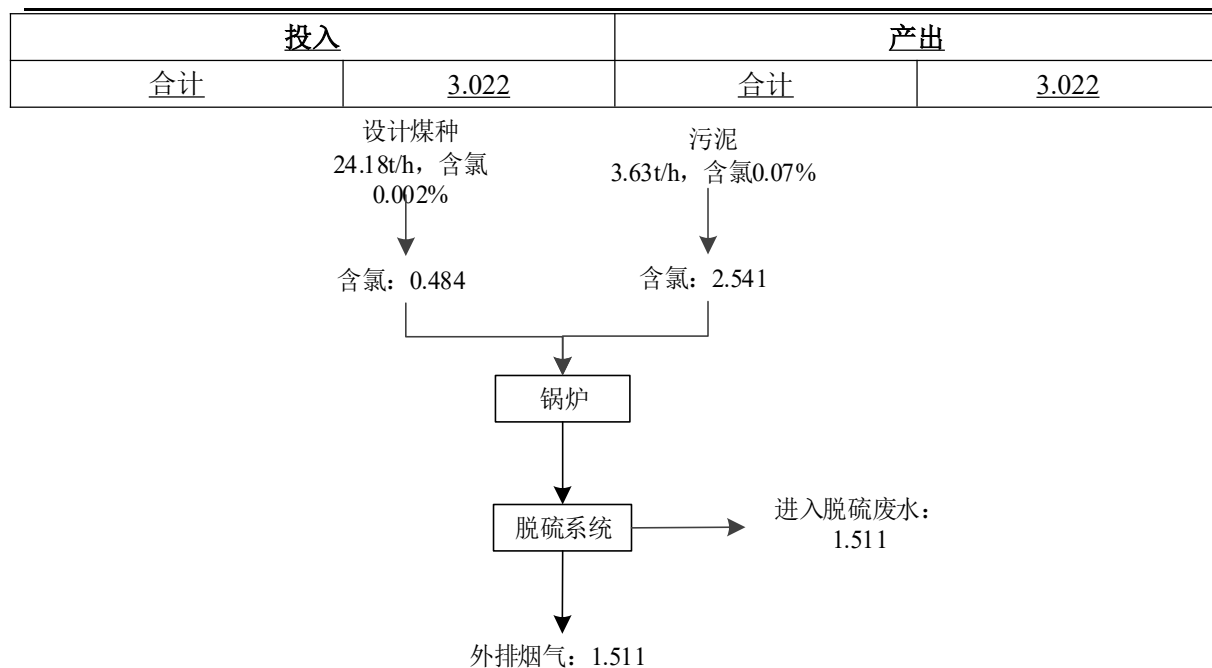 投入 产出
合计 3.022 合计 3.022
设计煤种
24.18t/h，含氯
0.002%
污泥
3.63t/h，含氯0.07%
含氯：0.484
含氯：2.541
锅炉
脱硫系统
进入脱硫废水：
1.511
外排烟气：1.511